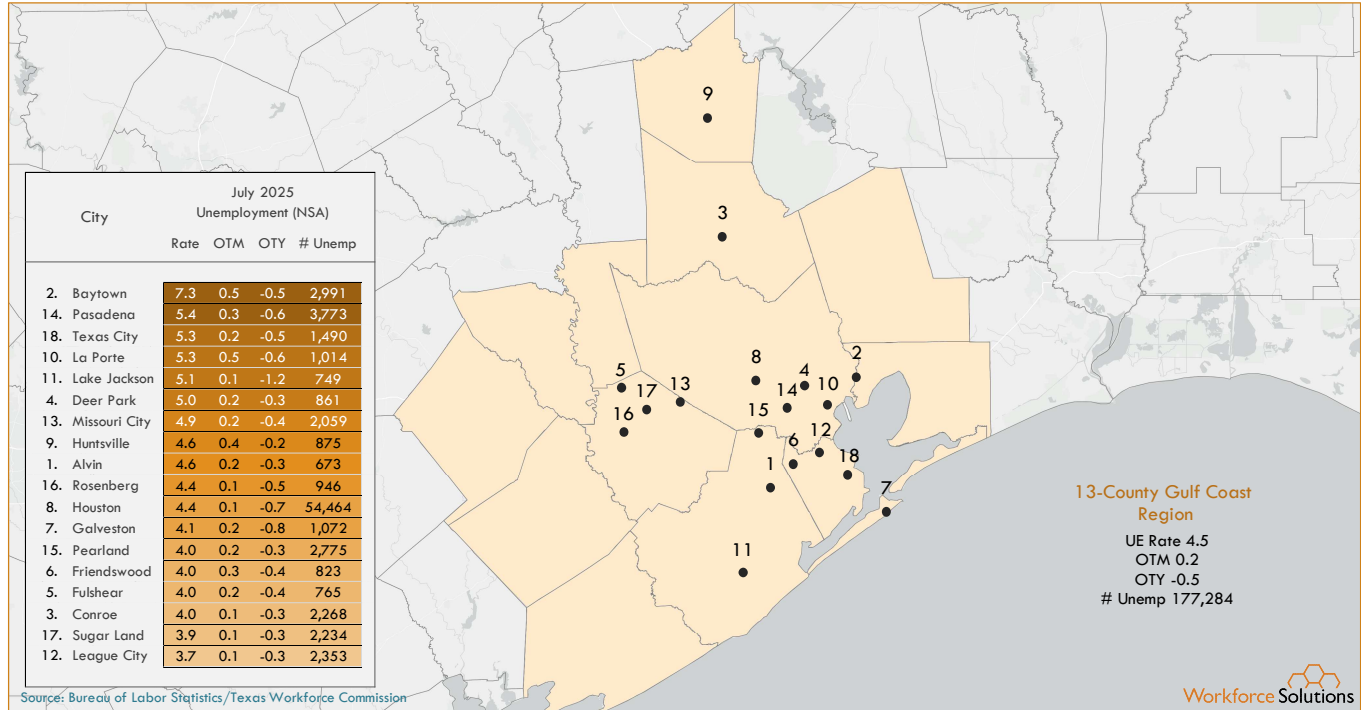 July 2025
Unemployment (NSA)
City
Rate OTM OTY # Unemp
2. Baytown 7.3 0.5 -0.5 2,991
14. Pasadena 5.4 0.3 -0.6 3,773
18. Texas City 5.3 0.2 -0.5 1,490
10. La Porte 5.3 0.5 -0.6 1,014
11. Lake Jackson 5.1 0.1 -1.2 749
4. Deer Park 5.0 0.2 -0.3 861
13. Missouri City 4.9 0.2 -0.4 2,059
9. Huntsville 4.6 0.4 -0.2 875
1. Alvin 4.6 0.2 -0.3 673
16. Rosenberg 4.4 0.1 -0.5 946
8. Houston 4.4 0.1 -0.7 54,464
7. Galveston 4.1 0.2 -0.8 1,072
15. Pearland 4.0 0.2 -0.3 2,775
6. Friendswood 4.0 0.3 -0.4 823
5. Fulshear 4.0 0.2 -0.4 765
3. Conroe 4.0 0.1 -0.3 2,268
17. Sugar Land 3.9 0.1 -0.3 2,234
12. League City 3.7 0.1 -0.3 2,353
Source: Bureau of Labor Statistics/Texas Workforce Commission
9
3
8
2
5
4
17
13
14
10
16
15
12
6
18
1
7
11
13-County Gulf Coast
Region
UE Rate 4.5
OTM 0.2
OTY -0.5
# Unemp 177,284
Workforce Solutions